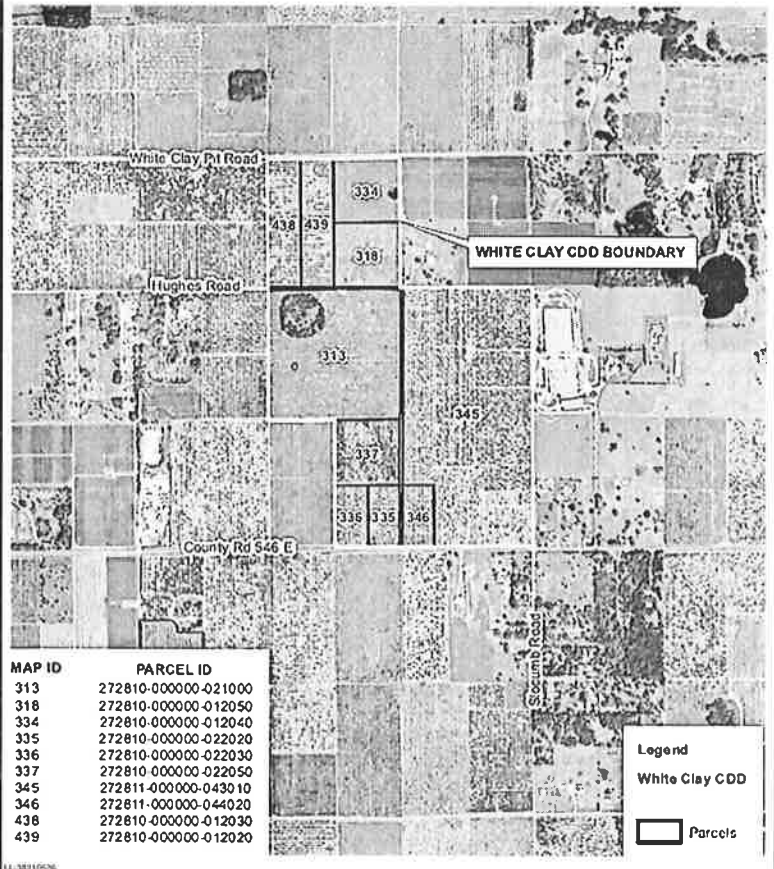 White Clay Pit Road
334
438
439
WHITE CLAY CDD BOUNDARY
318
Hughes Road
313
345
337
336
335
346
County Rd 546 E
Slocumb Road
MAP ID PARCEL ID
313 272810-000000-021000
318 272810-000000-012050
334 272810-000000-012040
335 272810-000000-022020
336 272810-000000-022030
337 272810-000000-022050
345 272811-000000-043010
346 272811-000000-044020
438 272810-000000-012030
439 272810-000000-012020
Legend
White Clay CDD
Parcels